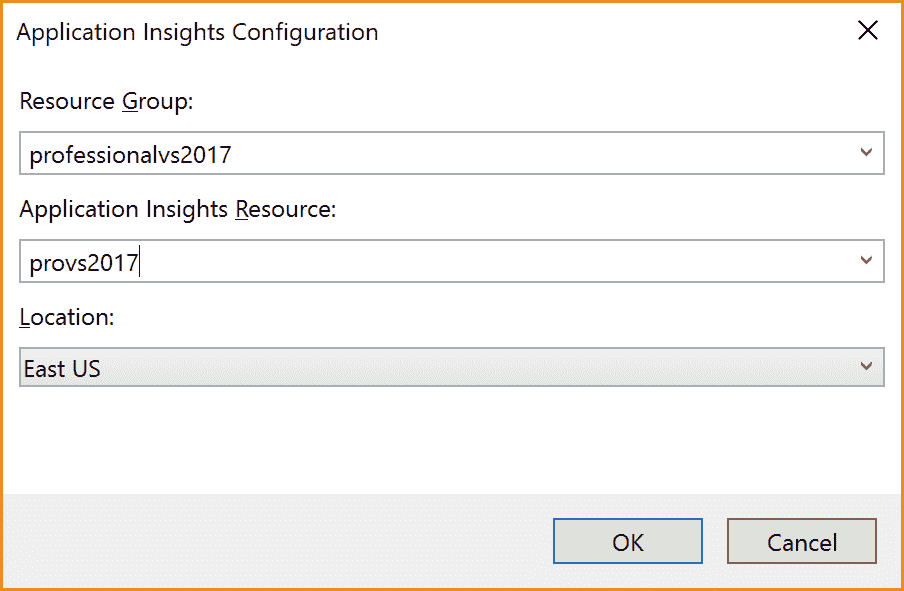 Application Insights Configuration
Resource Group:
professionalvs2017
Application Insights Resource:
provs2017
Location:
East US
OK Cancel